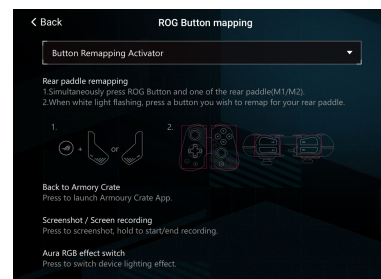 Back
ROG Button mapping
Button Remapping Activator
Rear paddle remapping
1.Simultaneously press ROG Button and one of the rear paddle(M1/M2).
2.When white light flashing, press a button you wish to remap for your rear paddle.
1.
2.
+ or
Back to Armory Crate
Press to launch Armoury Crate App.
Screenshot / Screen recording
Press to screenshot, hold to start/end recording.
Aura RGB effect switch
Press to switch device lighting effect.